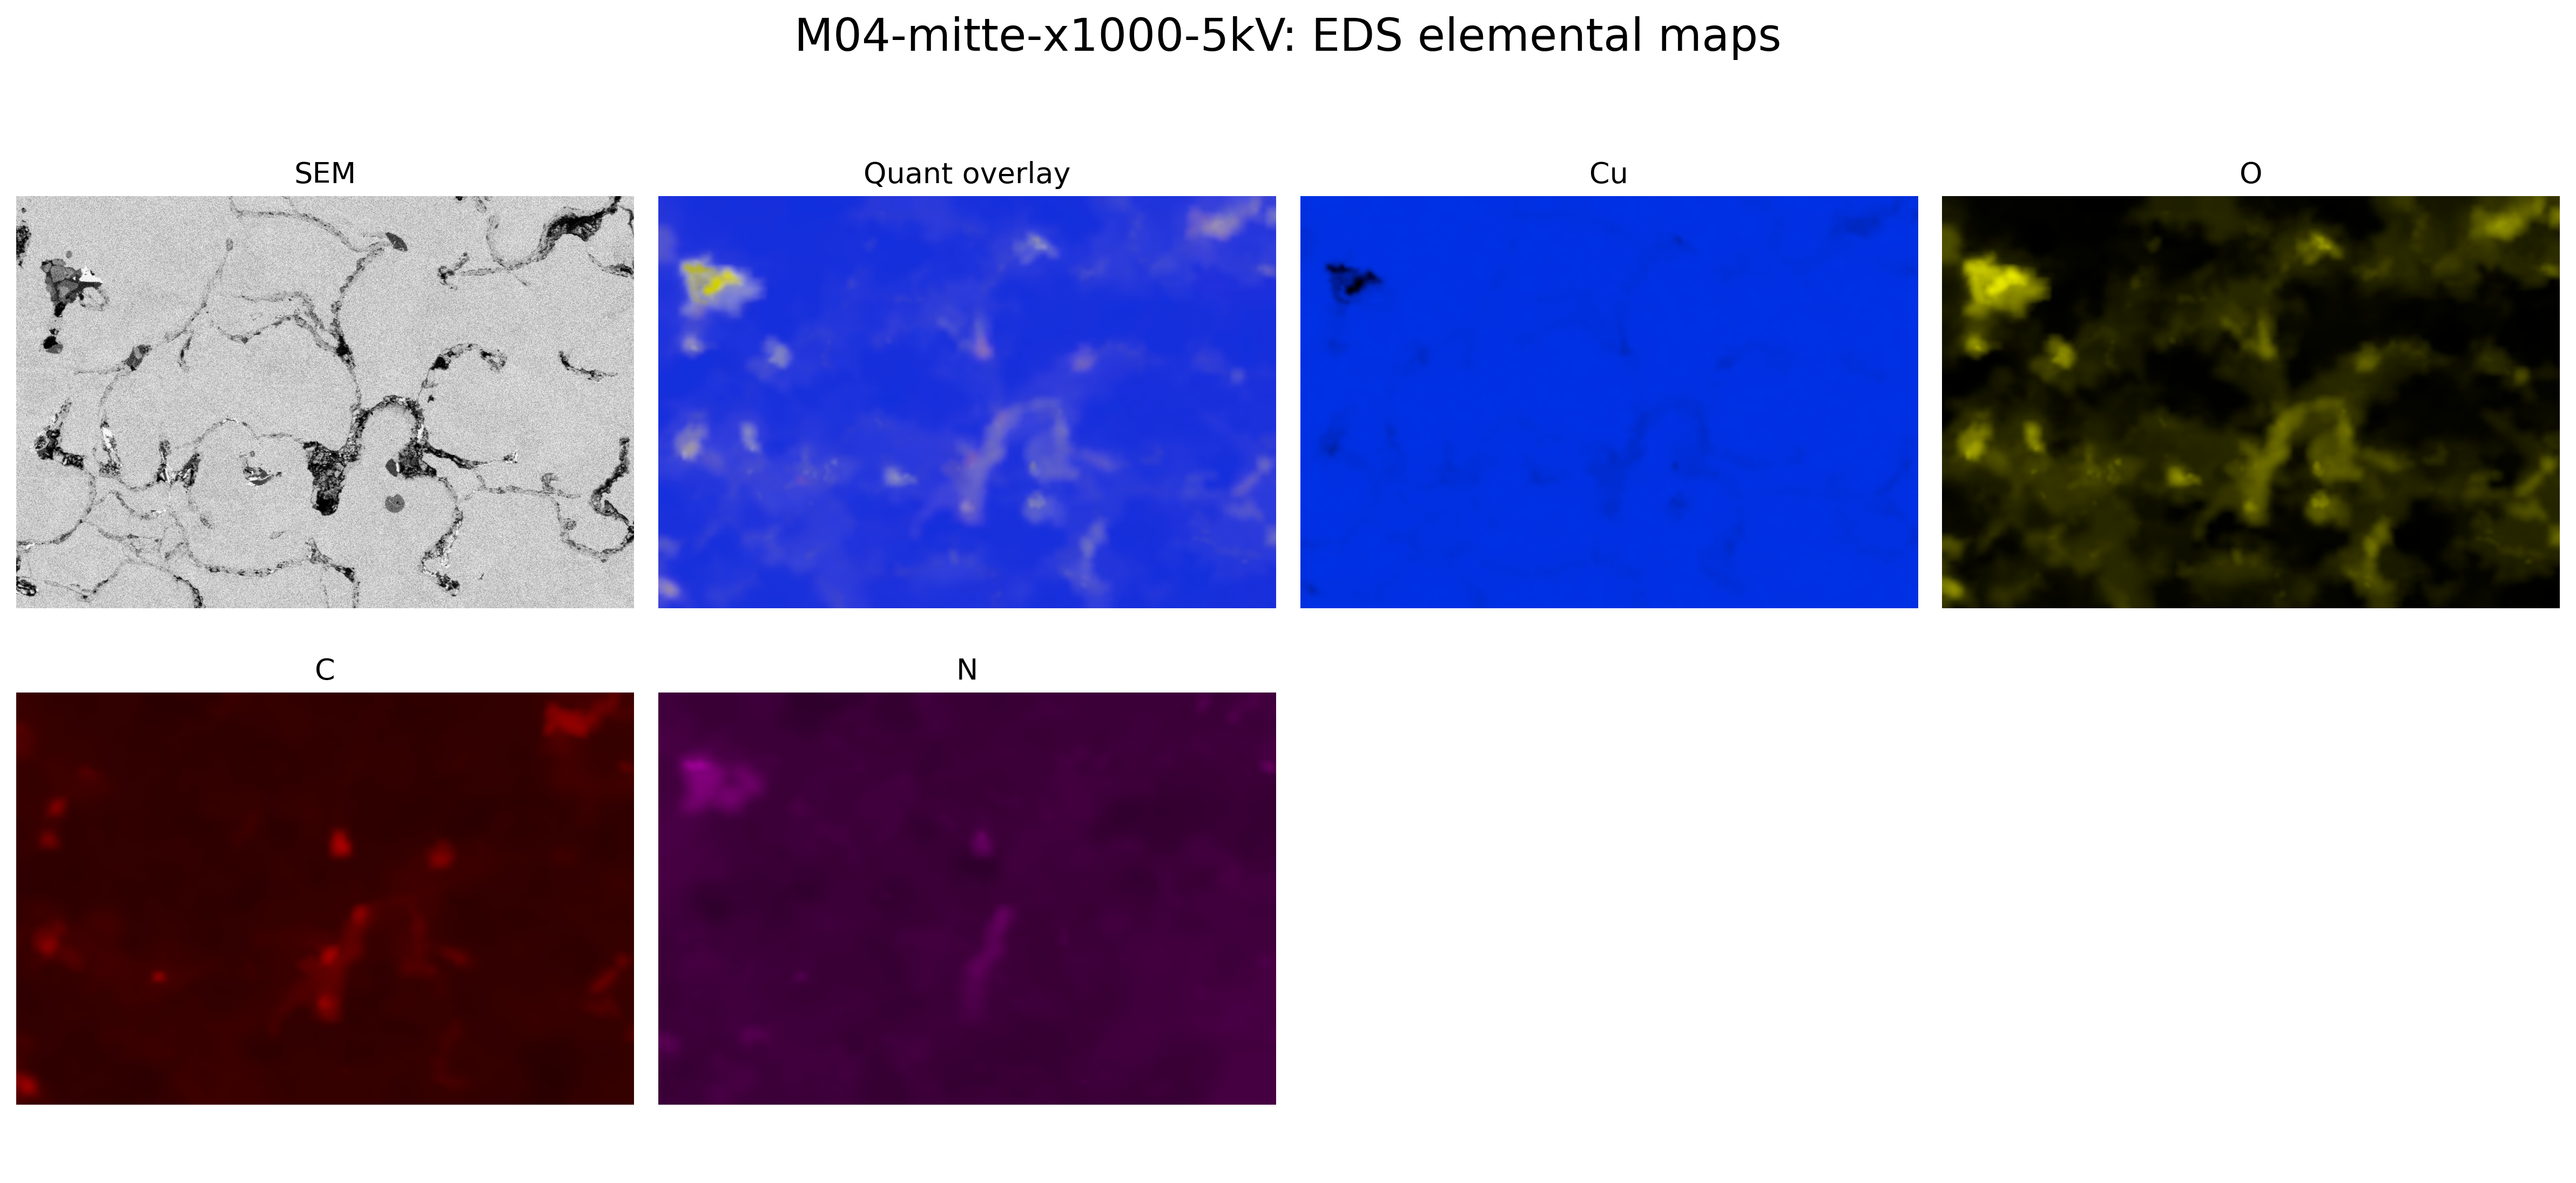 M04-mitte-x1000-5kV: EDS elemental maps
SEM
Quant overlay
Cu
O
C
N